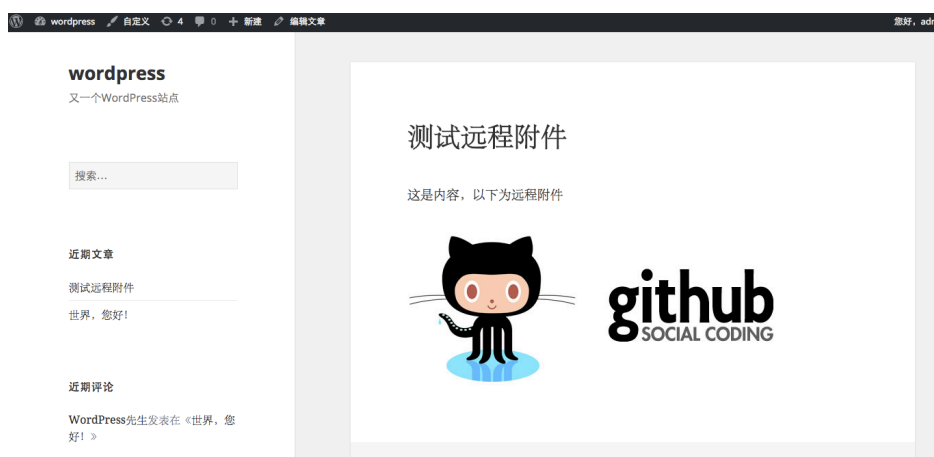 wordpress 自定义 4 0 新建 编辑文章 您好,
wordpress
又一个WordPress站点
搜索…
近期文章
测试远程附件
世界，您好！
近期评论
WordPress先生发表在《世界，您
好！》
测试远程附件
这是内容，以下为远程附件
github
SOCIAL CODING